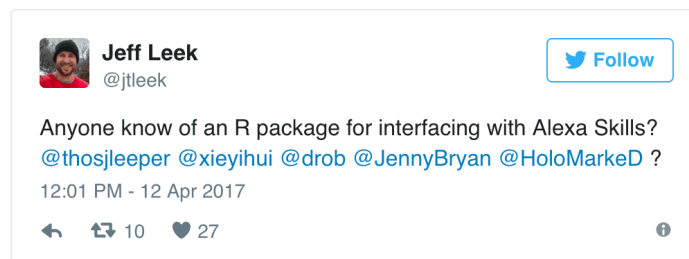 Jeff Leek
Follow
@jtleek
Anyone know of an R package for interfacing with Alexa Skills?
@thosjleeper @xieyihui @drob @JennyBryan @HoloMarkeD ?
12:01 PM - 12 Apr 2017
10 27